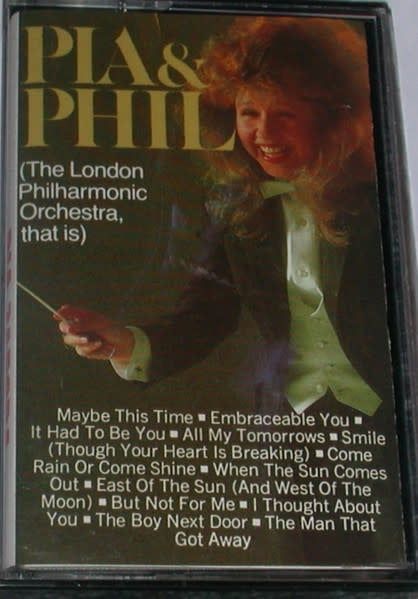 PIA &
PHIL
(The London
Philharmonic
Orchestra,
that is)
Maybe This Time ▪ Embraceable You ▪
It Had To Be You ▪ All My Tomorrows ▪ Smile
(Though Your Heart Is Breaking) ▪ Come
Rain Or Come Shine ▪ When The Sun Comes
Out ▪ East Of The Sun (And West Of The
Moon) ▪ But Not For Me ▪ I Thought About
You ▪ The Boy Next Door ▪ The Man That
Got Away